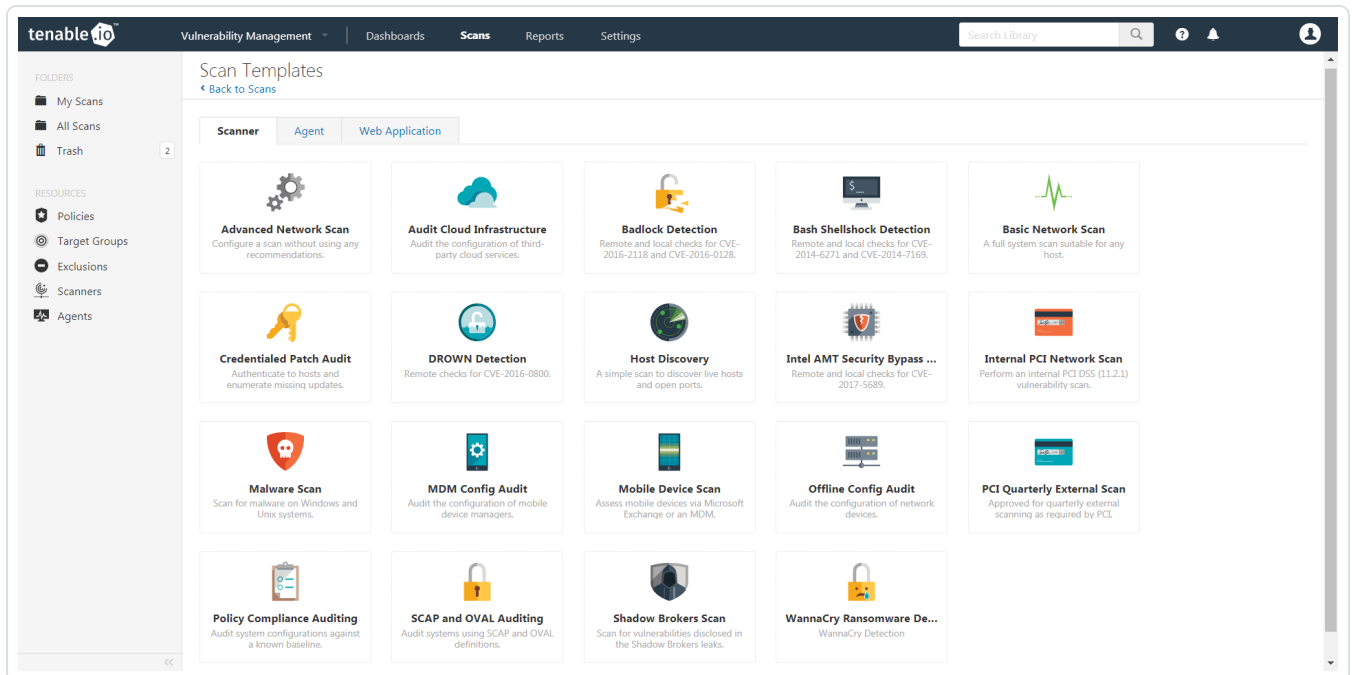 tenable.io™
Vulnerability Management
Dashboards
Scans
Reports
Settings
Search Library
FOLDERS
My Scans
All Scans
Trash
2
RESOURCES
Policies
Target Groups
Exclusions
Scanners
Agents
Scan Templates
Back to Scans
Scanner
Agent
Web Application
Advanced Network Scan
Configure a scan without using any
recommendations.
Audit Cloud Infrastructure
Audit the configuration of third-
party cloud services.
Badlock Detection
Remote and local checks for CVE-
2016-2118 and CVE-2016-0128.
$_
Bash Shellshock Detection
Remote and local checks for CVE-
2014-6271 and CVE-2014-7169.
Basic Network Scan
A full system scan suitable for any
host.
Credentialed Patch Audit
Authenticate to hosts and
enumerate missing updates.
DROWN Detection
Remote checks for CVE-2016-0800.
Host Discovery
A simple scan to discover live hosts
and open ports.
Intel AMT Security Bypass ...
Remote and local checks for CVE-
2017-5689.
Internal PCI Network Scan
Perform an internal PCI DSS (11.2.1)
vulnerability scan.
Malware Scan
Scan for malware on Windows and
Unix systems.
MDM Config Audit
Audit the configuration of mobile
device managers.
Mobile Device Scan
Assess mobile devices via Microsoft
Exchange or an MDM.
Offline Config Audit
Audit the configuration of network
devices.
PCI Quarterly External Scan
Approved for quarterly external
scanning as required by PCI.
Policy Compliance Auditing
Audit system configurations against
a known baseline.
SCAP and OVAL Auditing
Audit systems using SCAP and OVAL
definitions.
Shadow Brokers Scan
Scan for vulnerabilities disclosed in
the Shadow Brokers leaks.
WannaCry Ransomware De...
WannaCry Detection